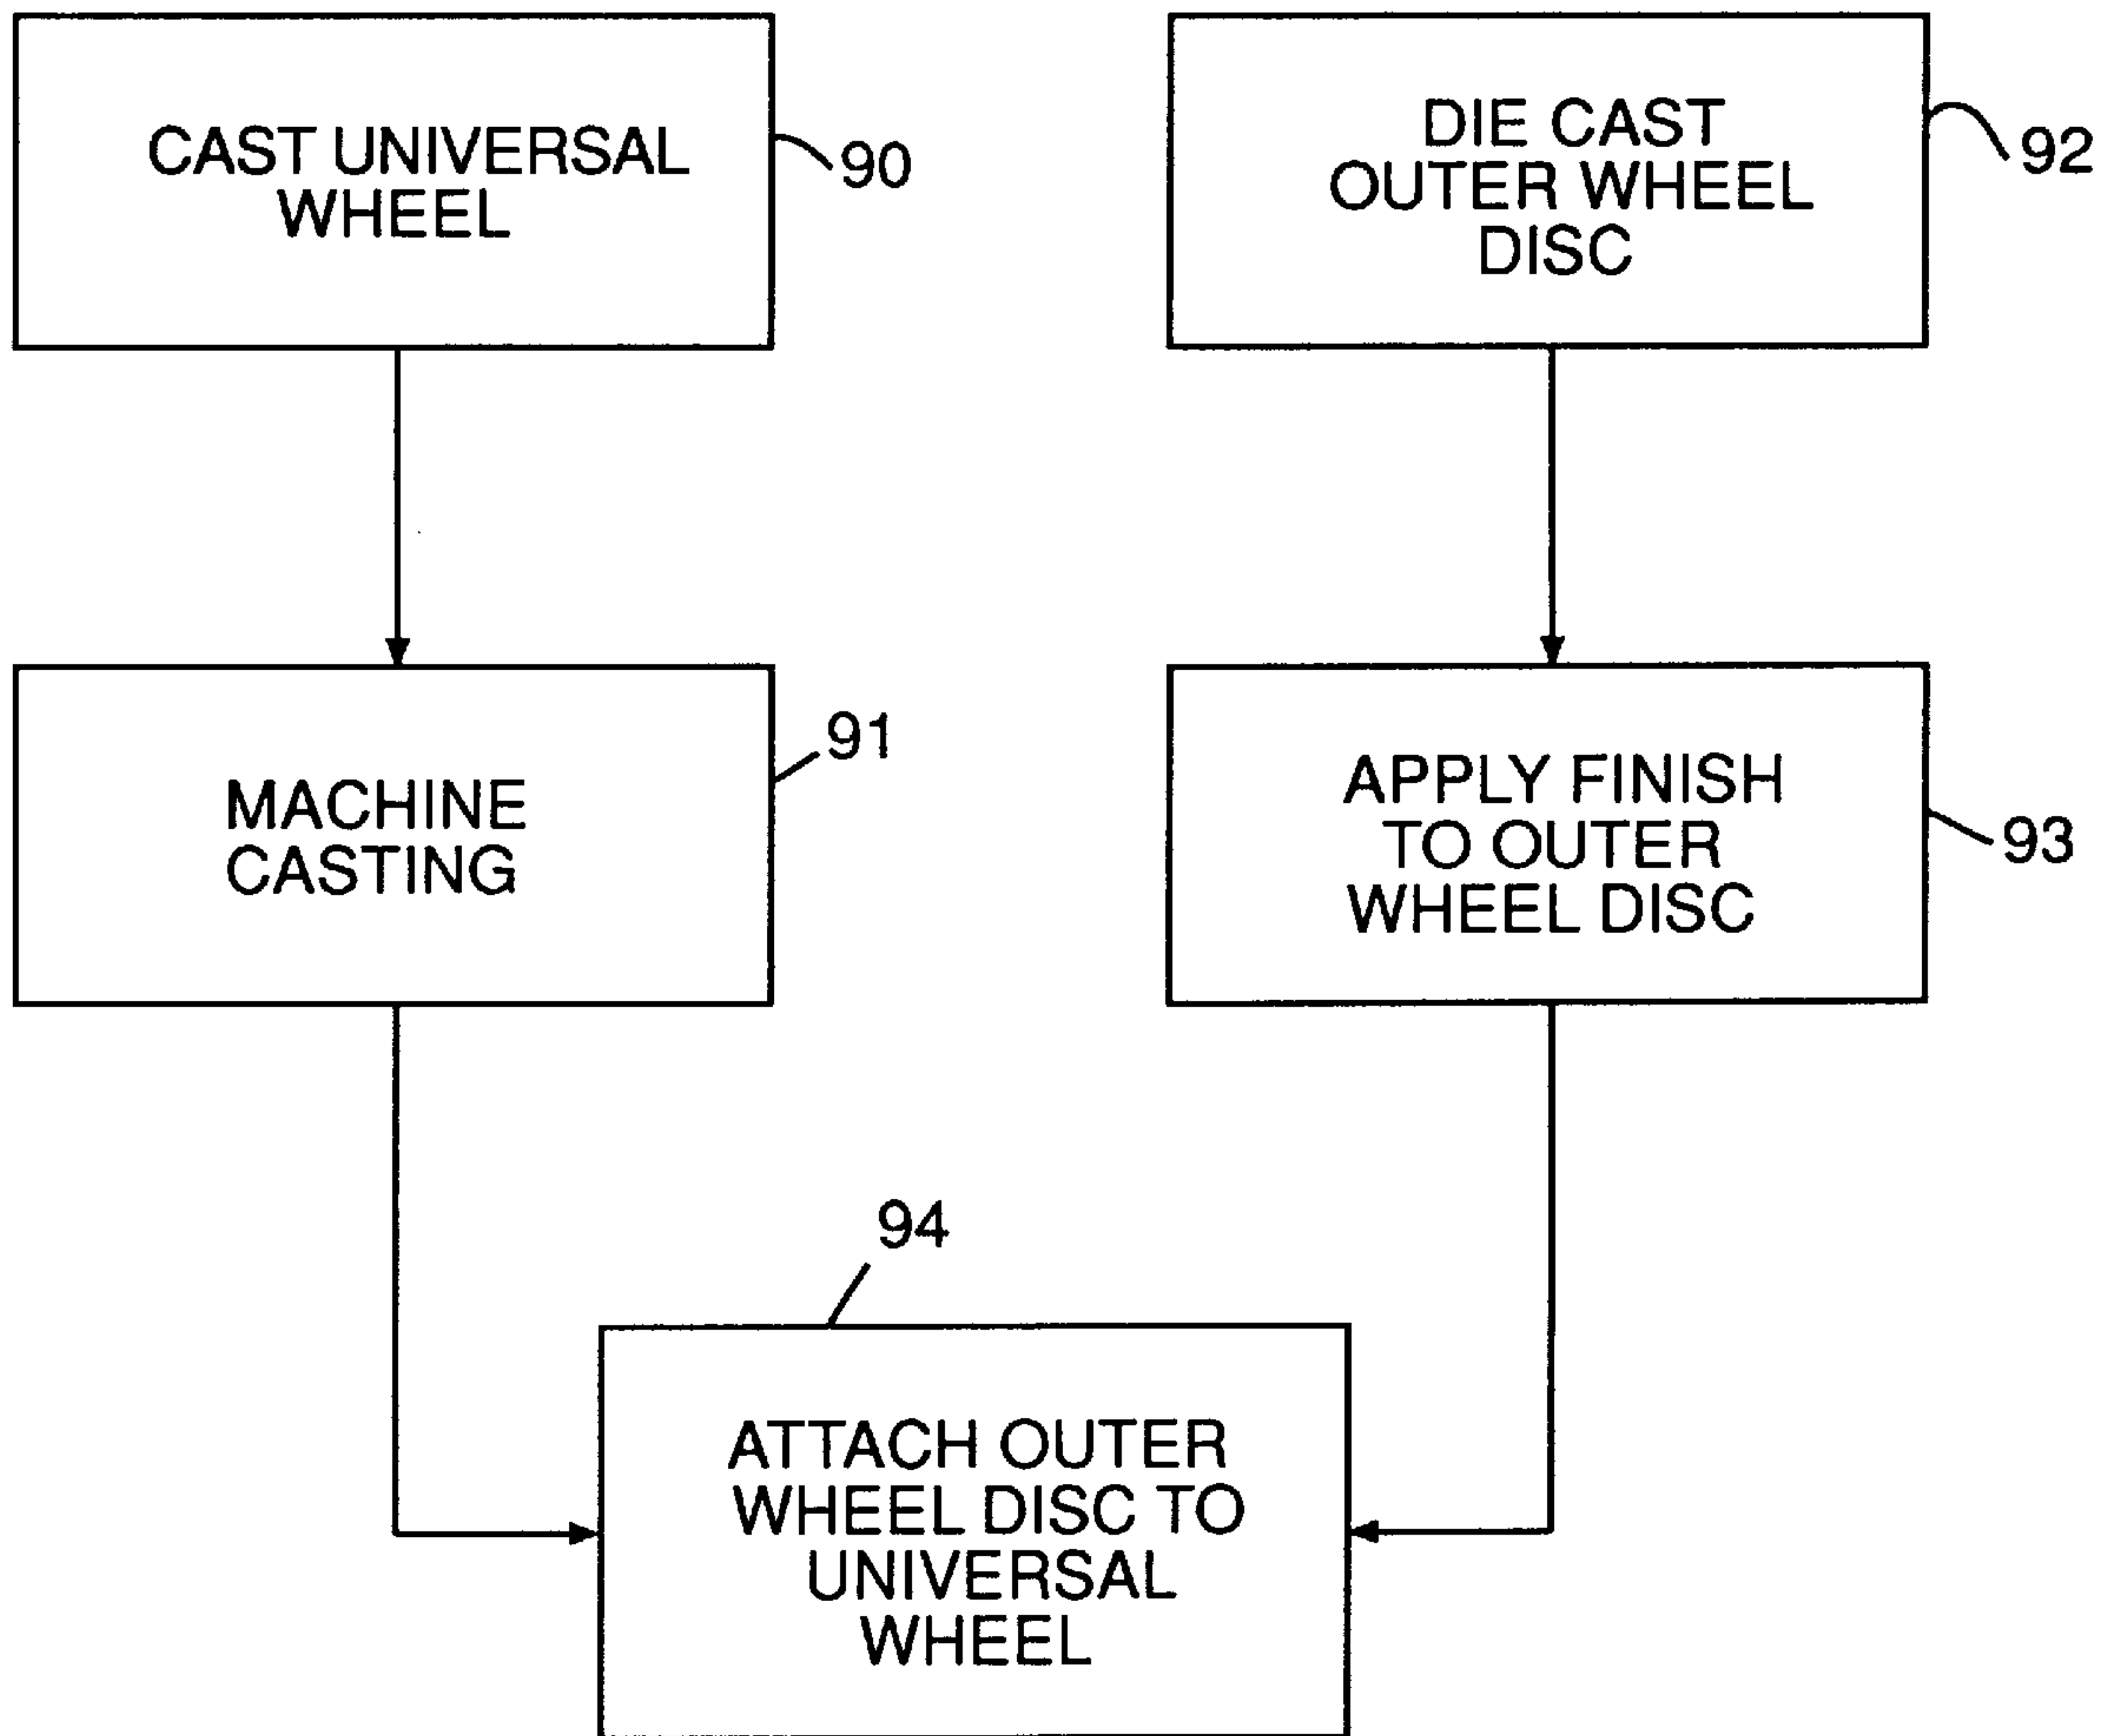 CAST UNIVERSAL
WHEEL
90
DIE CAST
OUTER WHEEL
DISC
92
MACHINE
CASTING
91
APPLY FINISH
TO OUTER
WHEEL DISC
93
94
ATTACH OUTER
WHEEL DISC TO
UNIVERSAL
WHEEL